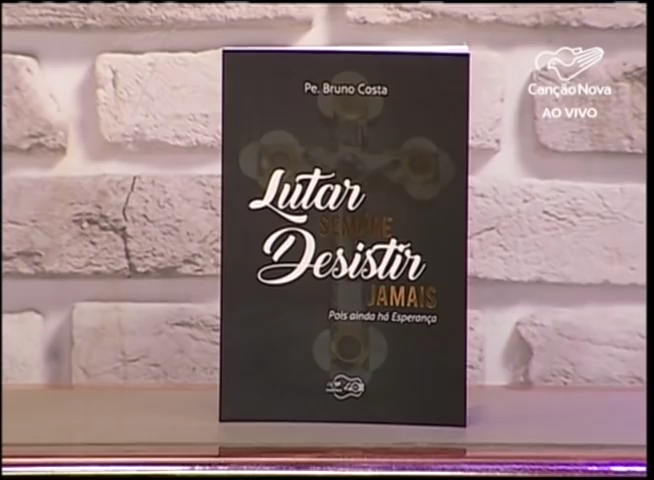 Pe. Bruno Costa
Lutar
SEMPRE
Desistir
JAMAIS
Pois ainda há Esperança
Canção Nova
AO VIVO